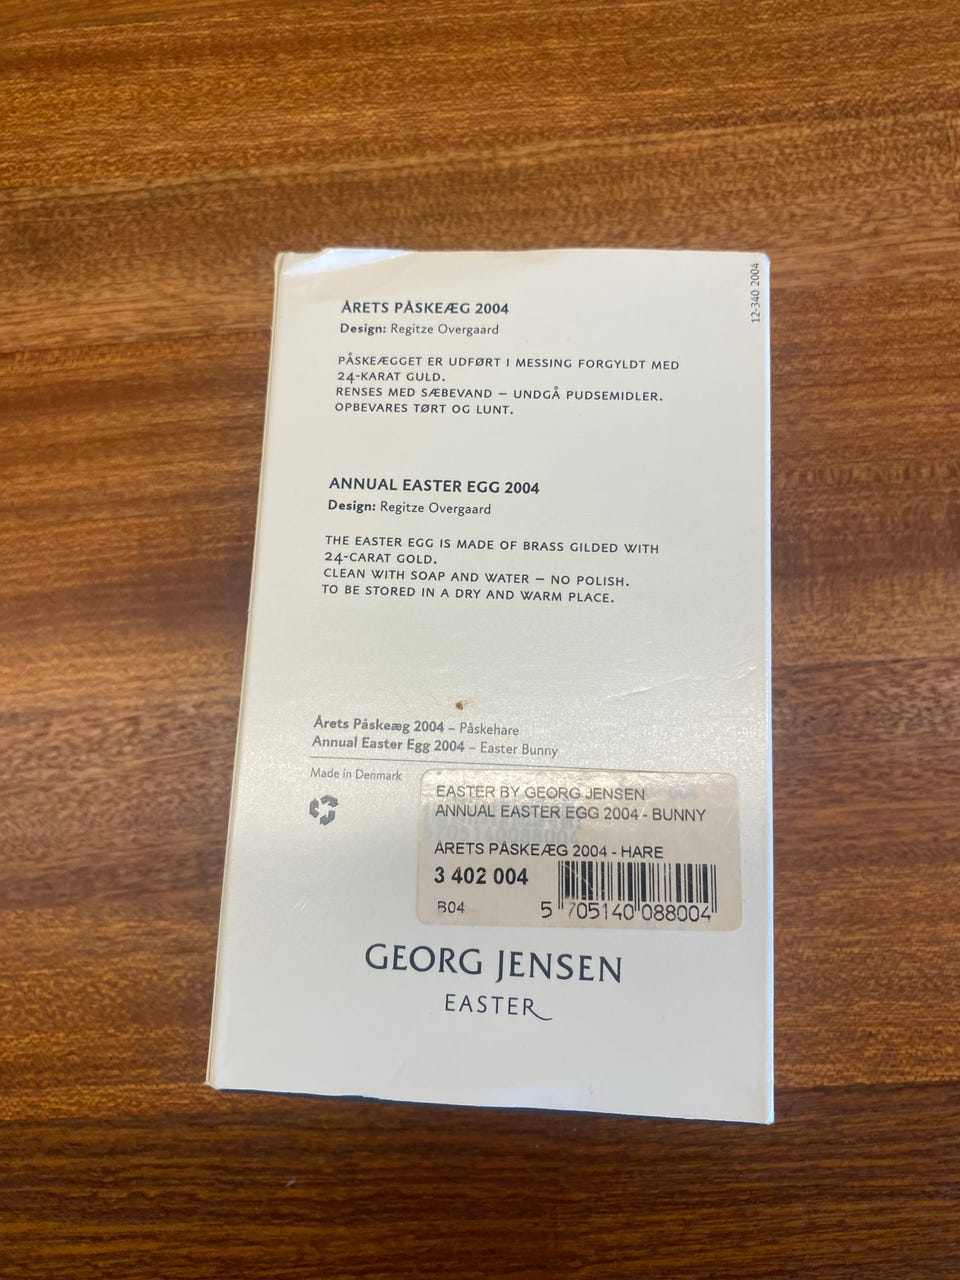 12-340 2004
ÅRETS PÅSKEÆG 2004
Design: Regitze Overgaard
PÅSKEÆGGET ER UDFØRT I MESSING FORGYLDT MED
24-KARAT GULD.
RENSES MED SÆBEVAND – UNDGÅ PUDSEMIDLER.
OPBEVARES TØRT OG LUNT.
ANNUAL EASTER EGG 2004
Design: Regitze Overgaard
THE EASTER EGG IS MADE OF BRASS GILDED WITH
24-CARAT GOLD.
CLEAN WITH SOAP AND WATER – NO POLISH.
TO BE STORED IN A DRY AND WARM PLACE.
Årets Påskeæg 2004 – Påskehare
Annual Easter Egg 2004 – Easter Bunny
Made in Denmark
EASTER BY GEORG JENSEN
ANNUAL EASTER EGG 2004 - BUNNY
ÅRETS PÅSKEÆG 2004 - HARE
3 402 004
B04
5 705140 088004
GEORG JENSEN
EASTER